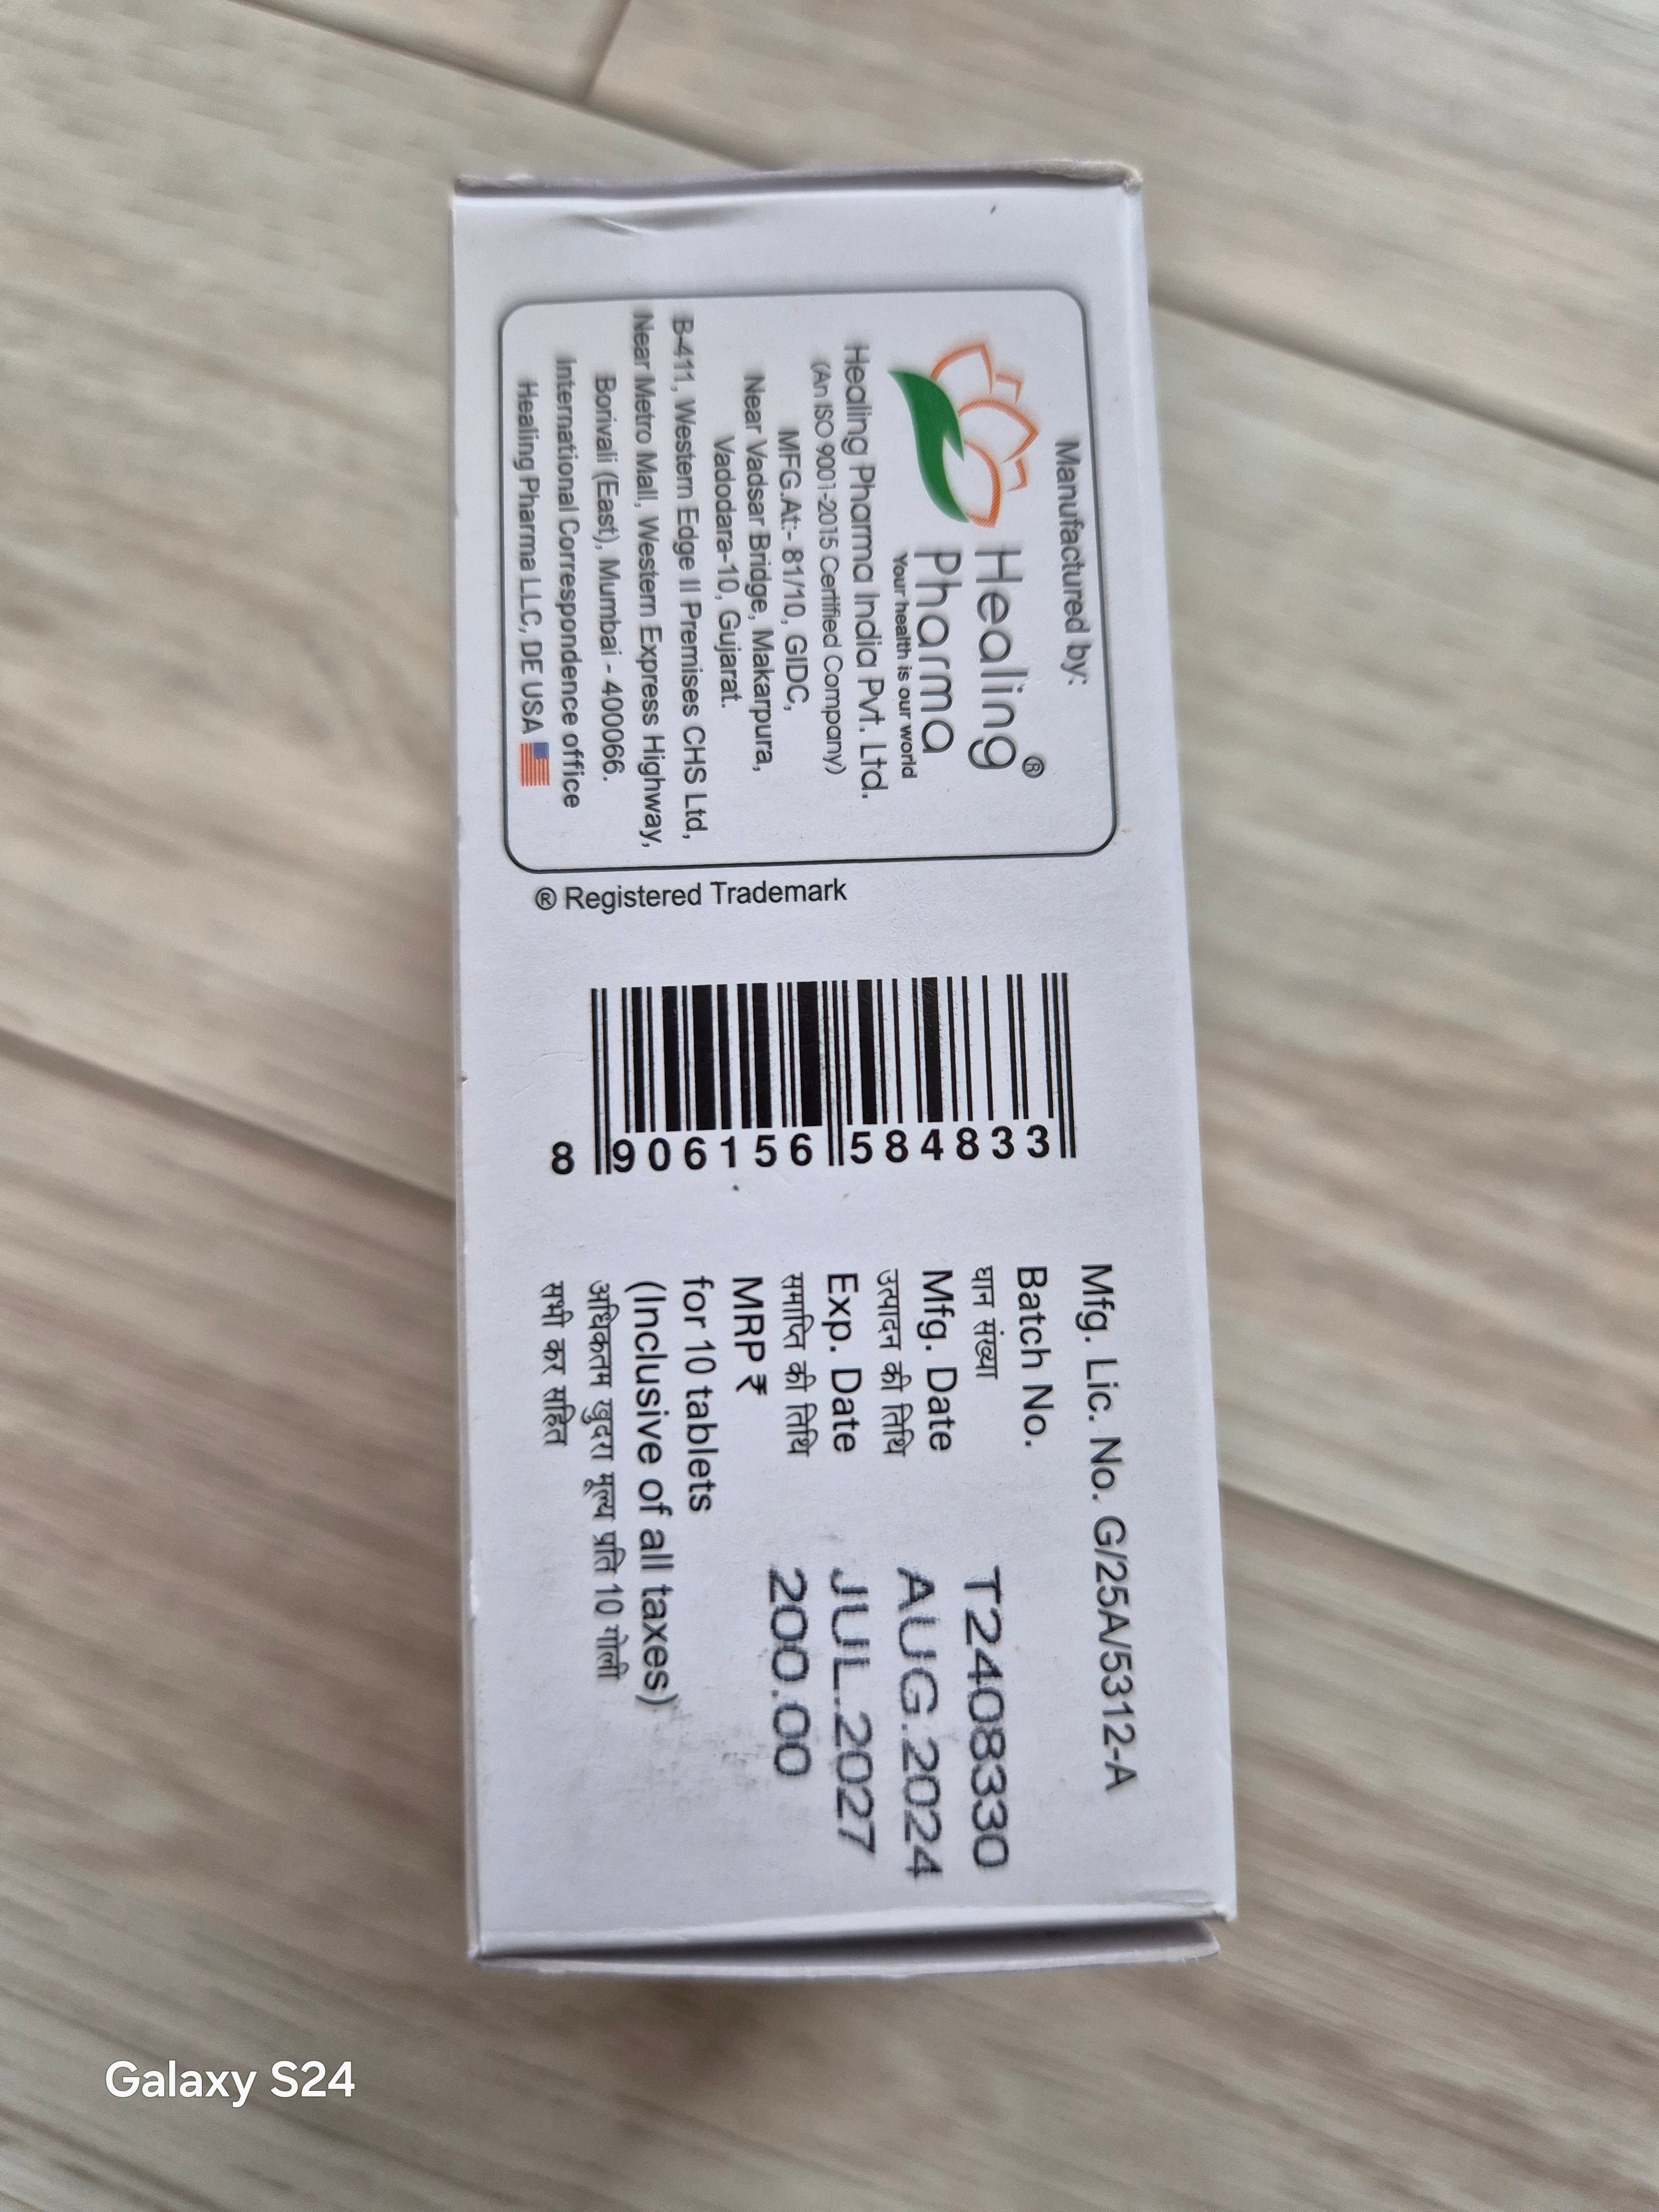 Manufactured by:
Healing ®
Pharma
Your health is our world
Healing Pharma India Pvt. Ltd.
(An ISO 9001-2015 Certified Company)
MFG.At:- 81/10, GIDC,
Near Vadsar Bridge, Makarpura,
Vadodara-10, Gujarat.
B-411, Western Edge II Premises CHS Ltd,
Near Metro Mall, Western Express Highway,
Borivali (East), Mumbai - 400066.
International Correspondence office
Healing Pharma LLC, DE USA
® Registered Trademark
8 906156 584833
Mfg. Lic. No. G/25A/5312-A
Batch No. T2408330
घान संख्या
Mfg. Date AUG.2024
उत्पादन की तिथि
Exp. Date JUL.2027
समाप्ति की तिथि
MRP ₹ 200.00
for 10 tablets
(Inclusive of all taxes)
अधिकतम खुदरा मूल्य प्रति 10 गोली
सभी कर सहित
Galaxy S24